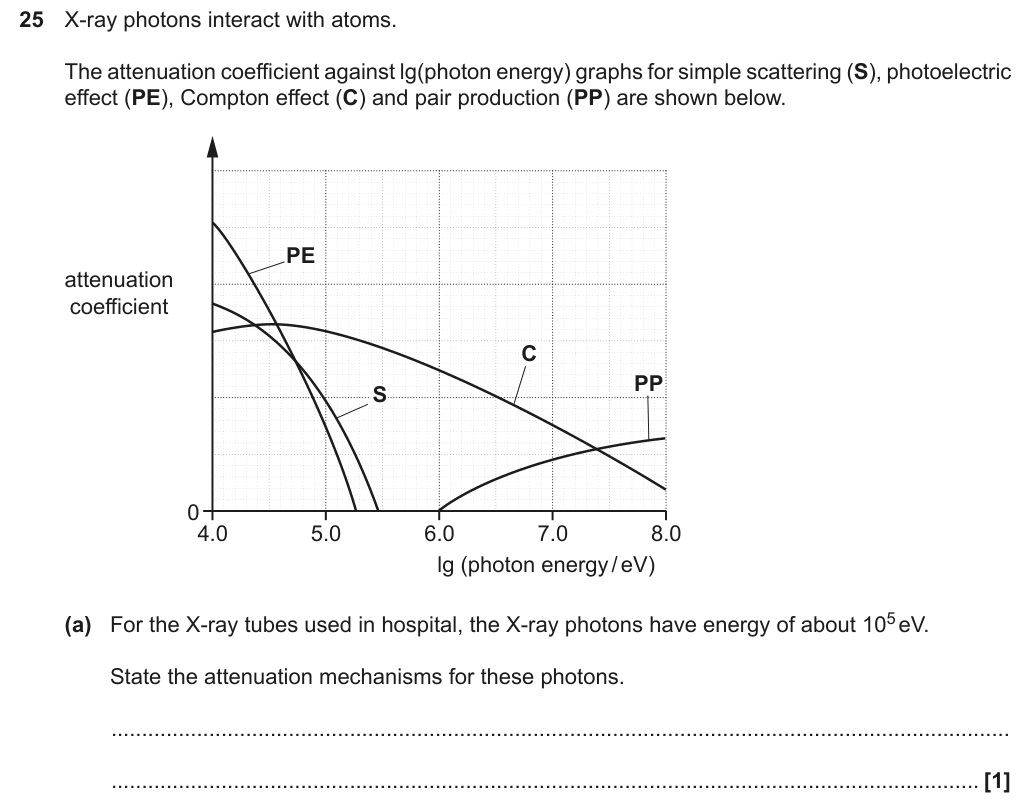 25 X-ray photons interact with atoms.
The attenuation coefficient against lg(photon energy) graphs for simple scattering (S), photoelectric
effect (PE), Compton effect (C) and pair production (PP) are shown below.
PE
attenuation
coefficient
C
PP
S
0
4.0 5.0 6.0 7.0 8.0
lg (photon energy / eV)
(a) For the X-ray tubes used in hospital, the X-ray photons have energy of about 10⁵ eV.
State the attenuation mechanisms for these photons.
[1]